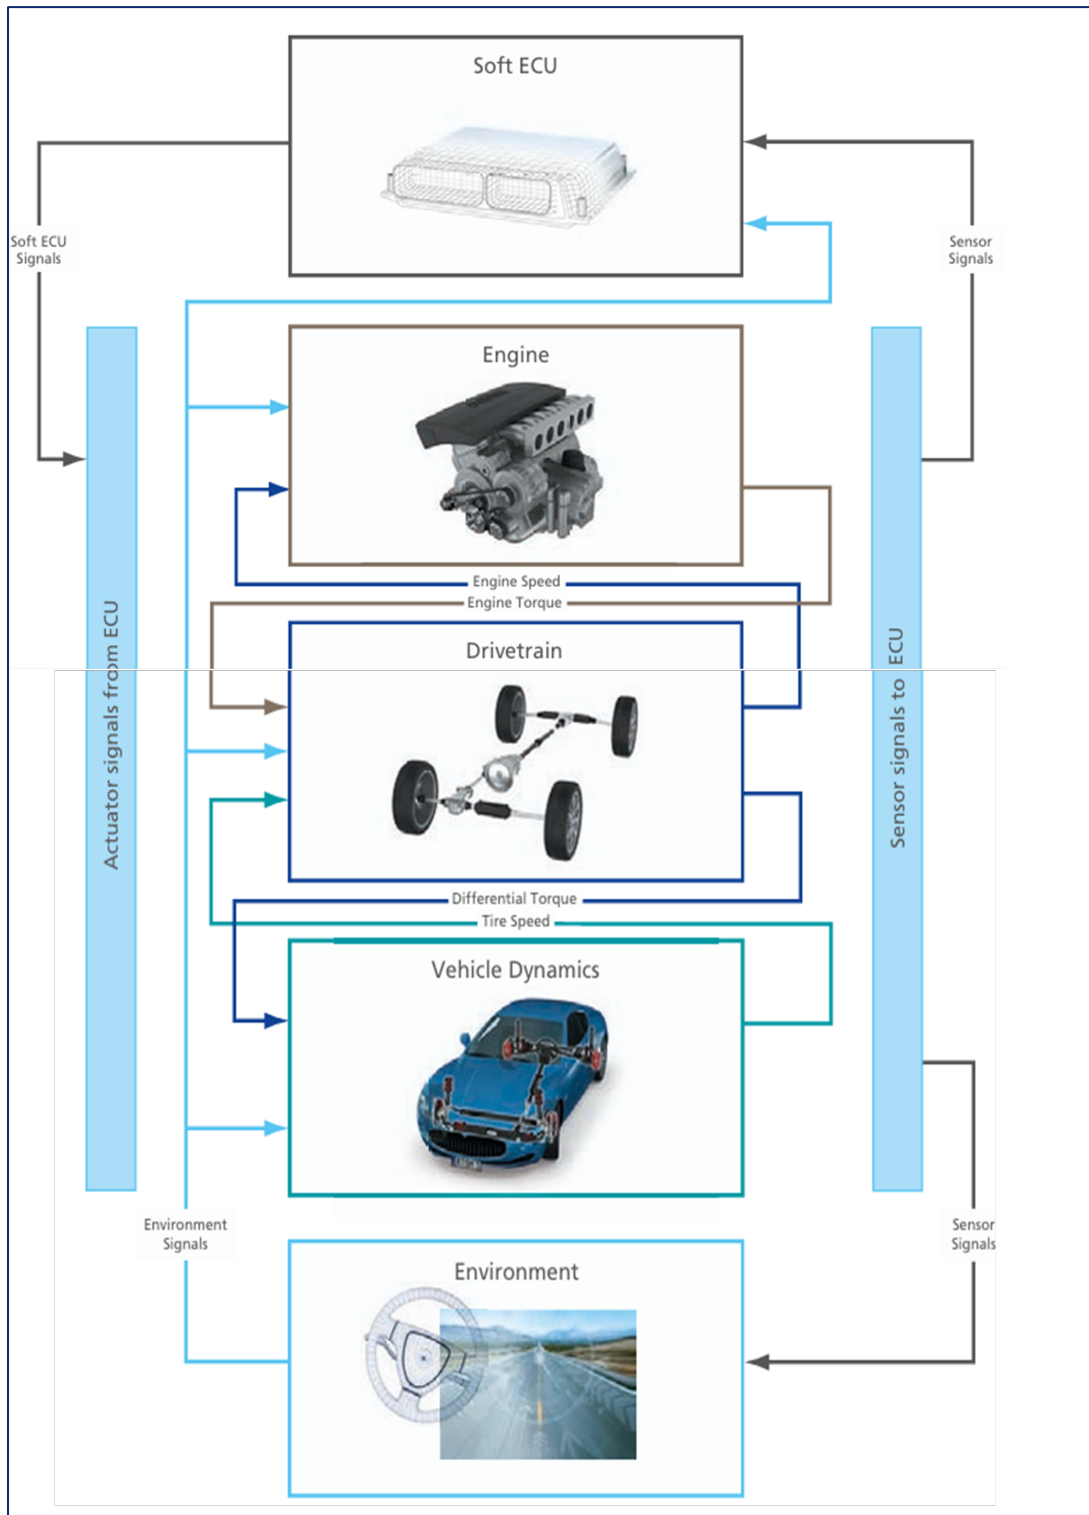 Soft ECU
Soft ECU
Signals
Sensor
Signals
Engine
Engine Speed
Engine Torque
Actuator signals from ECU
Sensor signals to ECU
Drivetrain
Differential Torque
Tire Speed
Vehicle Dynamics
Environment
Signals
Sensor
Signals
Environment